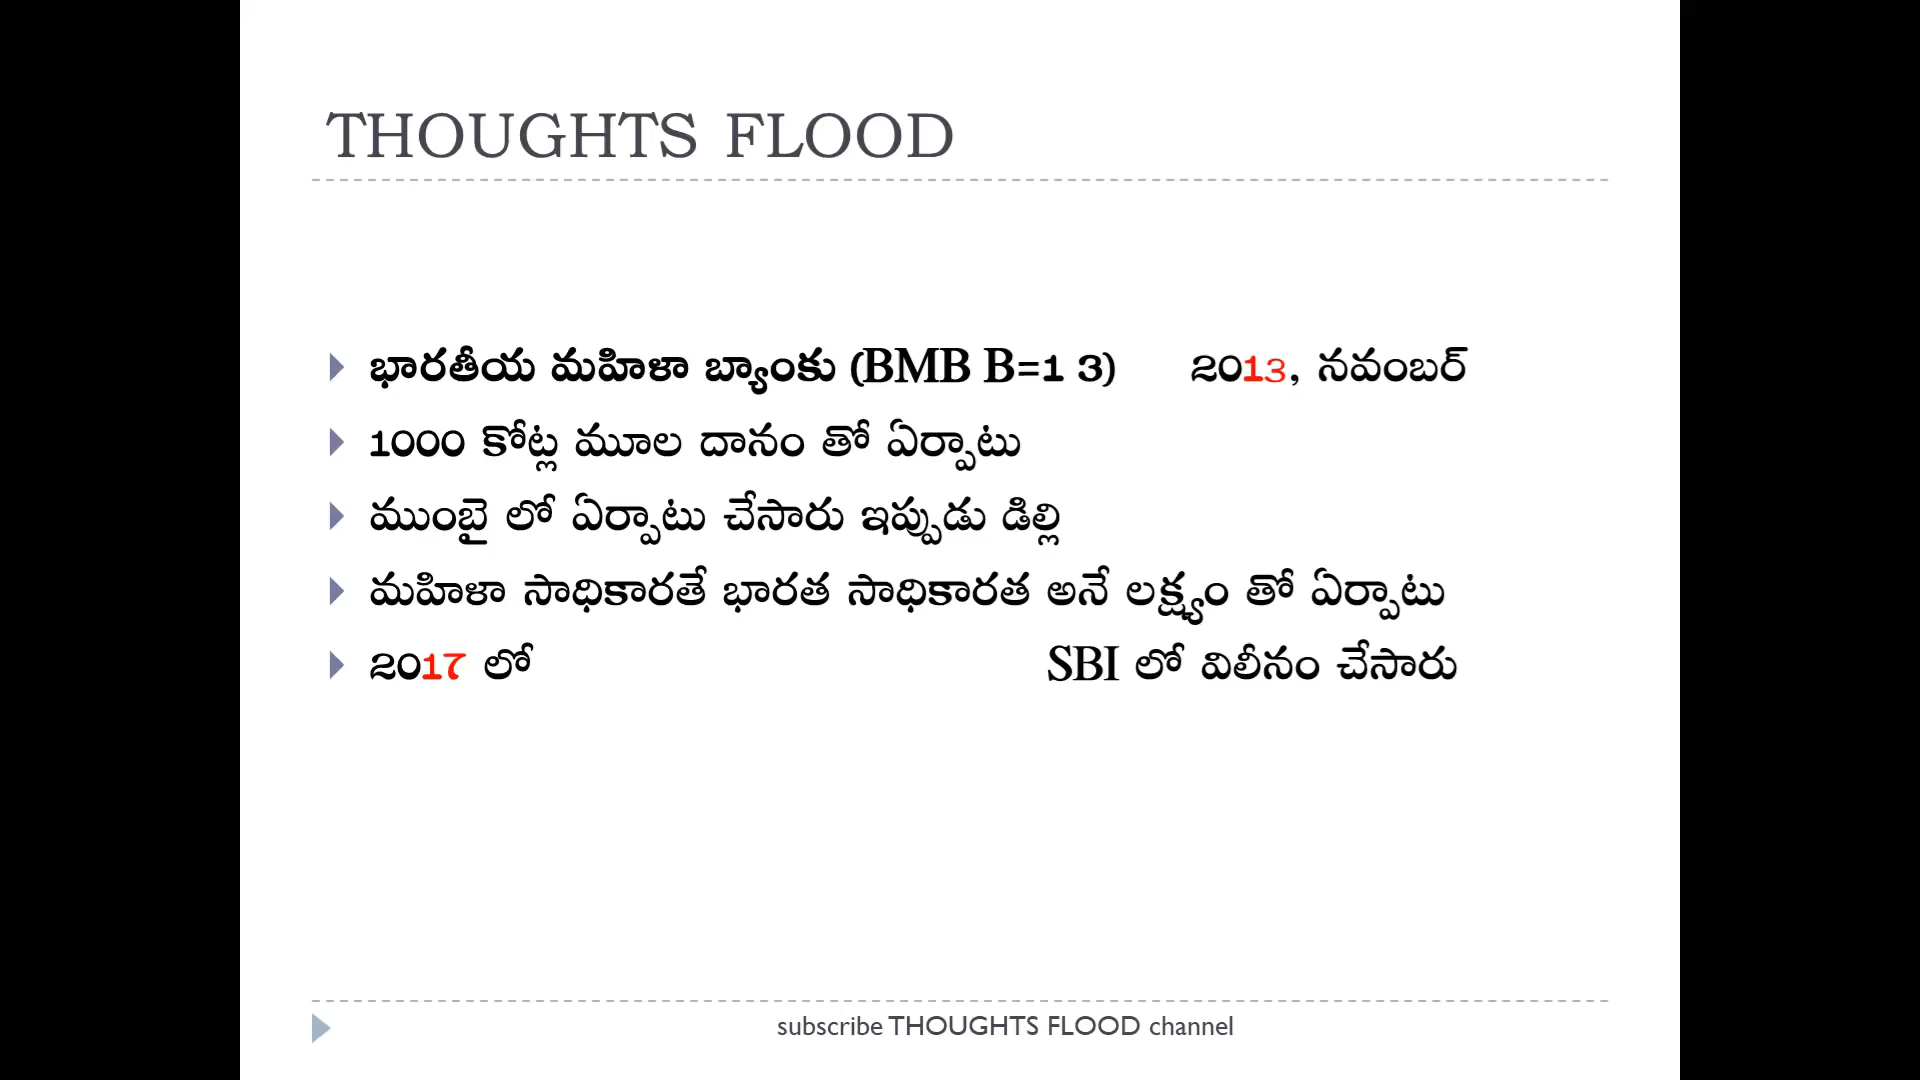 THOUGHTS FLOOD
భారతీయ మహిళా బ్యాంకు (BMB B=1 3) 2013, నవంబర్
1000 కోట్ల మూల దానం తో ఏర్పాటు
ముంబై లో ఏర్పాటు చేసారు ఇప్పుడు డిల్లి
మహిళా సాధికారతే భారత సాధికారత అనే లక్ష్యం తో ఏర్పాటు
2017 లో SBI లో విలీనం చేసారు
subscribe THOUGHTS FLOOD channel